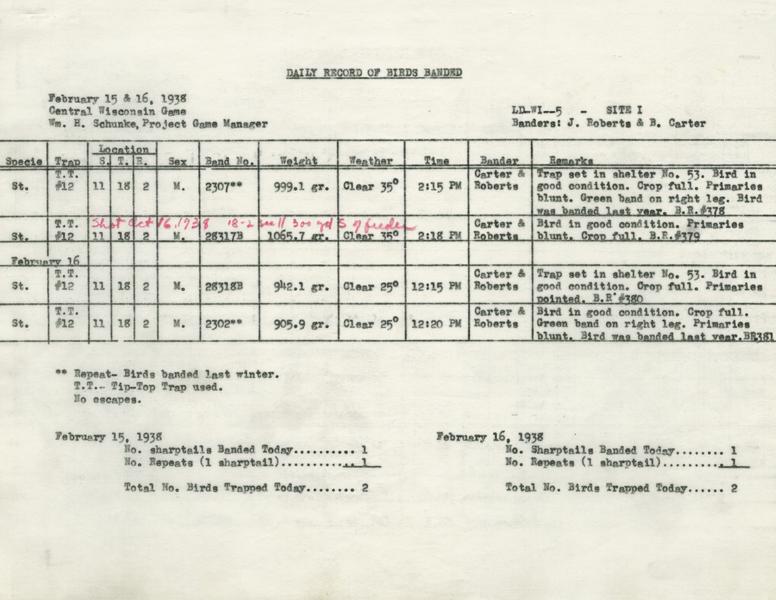 DAILY RECORD OF BIRDS BANDED
February 15 & 16, 1938
Central Wisconsin Game
Wm. H. Schunke, Project Game Manager
LD-WI--5 - SITE I
Banders: J. Roberts & B. Carter
Location
Specie Trap S. T. R. Sex Band No. Weight Weather Time Bander Remarks
T.T. Carter & Trap set in shelter No. 53. Bird in
St. #12 11 18 2 M. 2307** 999.1 gr. Clear 35° 2:15 PM Roberts good condition. Crop full. Primaries
blunt. Green band on right leg. Bird
was banded last year. B.R.#378
Shot Oct 16, 1938 18-2 300 yd S of feeder
T.T. Carter & Bird in good condition. Primaries
St. #12 11 18 2 M. 28317B 1065.7 gr. Clear 35° 2:18 PM Roberts blunt. Crop full. B.R.#379
February 16
T.T. Carter & Trap set in shelter No. 53. Bird in
St. #12 11 18 2 M. 28318B 942.1 gr. Clear 25° 12:15 PM Roberts good condition. Crop full. Primaries
pointed. B.R.#380
T.T. Carter & Bird in good condition. Crop full.
St. #12 11 18 2 M. 2302** 905.9 gr. Clear 25° 12:20 PM Roberts Green band on right leg. Primaries
blunt. Bird was banded last year.BR381
** Repeat- Birds banded last winter.
T.T.- Tip-Top Trap used.
No escapes.
February 15, 1938
No. sharptails Banded Today.......... 1
No. Repeats (1 sharptail)............ 1
Total No. Birds Trapped Today....... 2
February 16, 1938
No. Sharptails Banded Today........ 1
No. Repeats (1 sharptail).......... 1
Total No. Birds Trapped Today...... 2